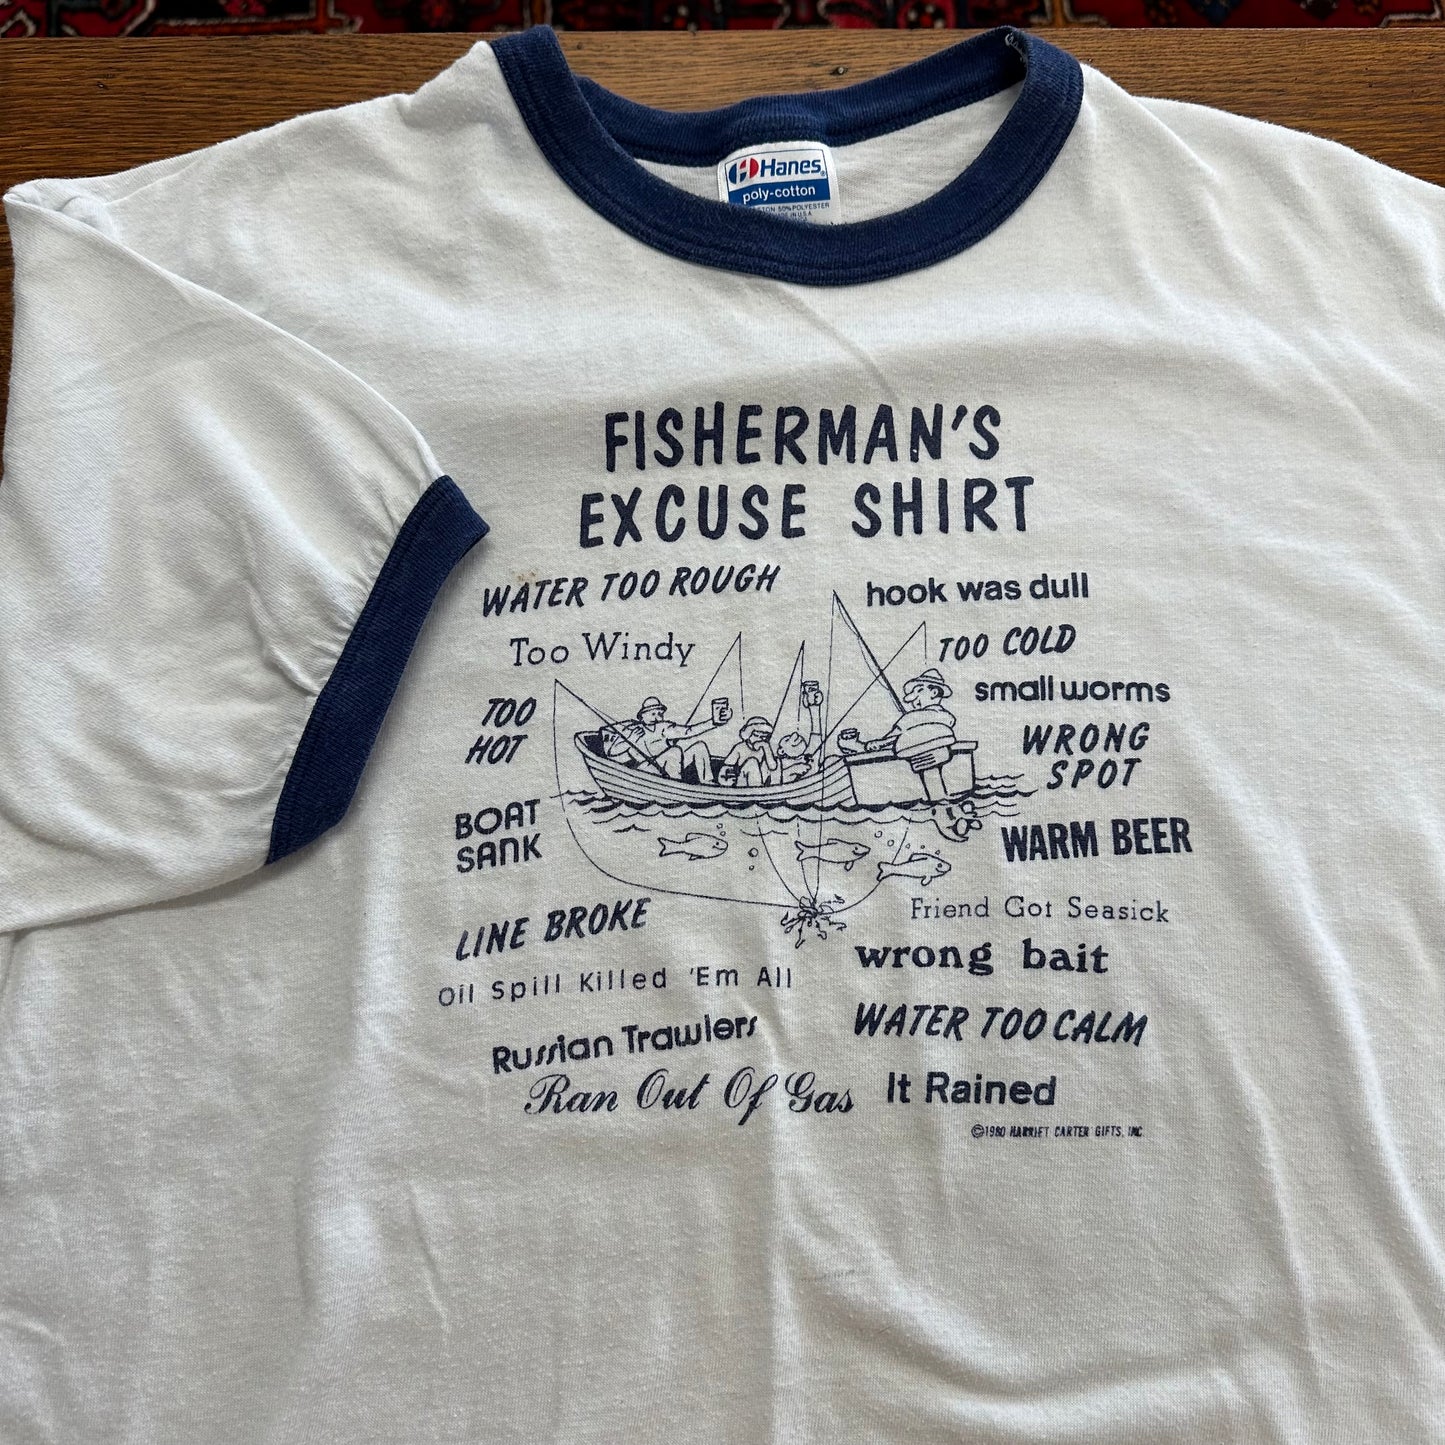 Hanes
poly-cotton
50% POLYESTER
FISHERMAN'S
EXCUSE SHIRT
WATER TOO ROUGH
hook was dull
Too Windy
TOO COLD
small worms
TOO
HOT
WRONG
SPOT
BOAT
SANK
WARM BEER
LINE BROKE
Friend Got Seasick
wrong bait
Oil Spill Killed 'Em All
WATER TOO CALM
Russian Trawlers
Ran Out Of Gas
It Rained
©1980 HARRIET CARTER GIFTS, INC.